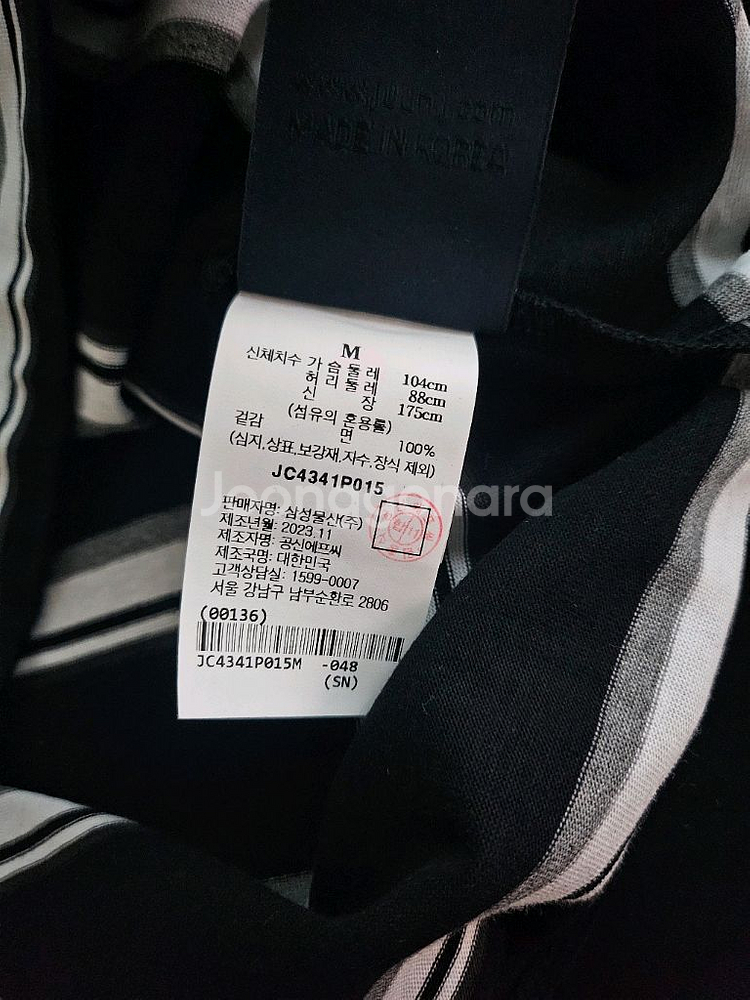 www.juunj.com
MADE IN KOREA
M
신체치수 가 슴 둘 레 104cm
허 리 둘 레 88cm
신 장 175cm
(섬유의 혼용률)
겉감 면 100%
(심지,상표,보강재,자수,장식 제외)
JC4341P015
Joonggonara
판매자명: 삼성물산(주)
제조년월: 2023.11
제조자명: 공신에프씨
제조국명: 대한민국
고객상담실: 1599-0007
서울 강남구 남부순환로 2806
(00136)
JC4341P015M -048
(SN)